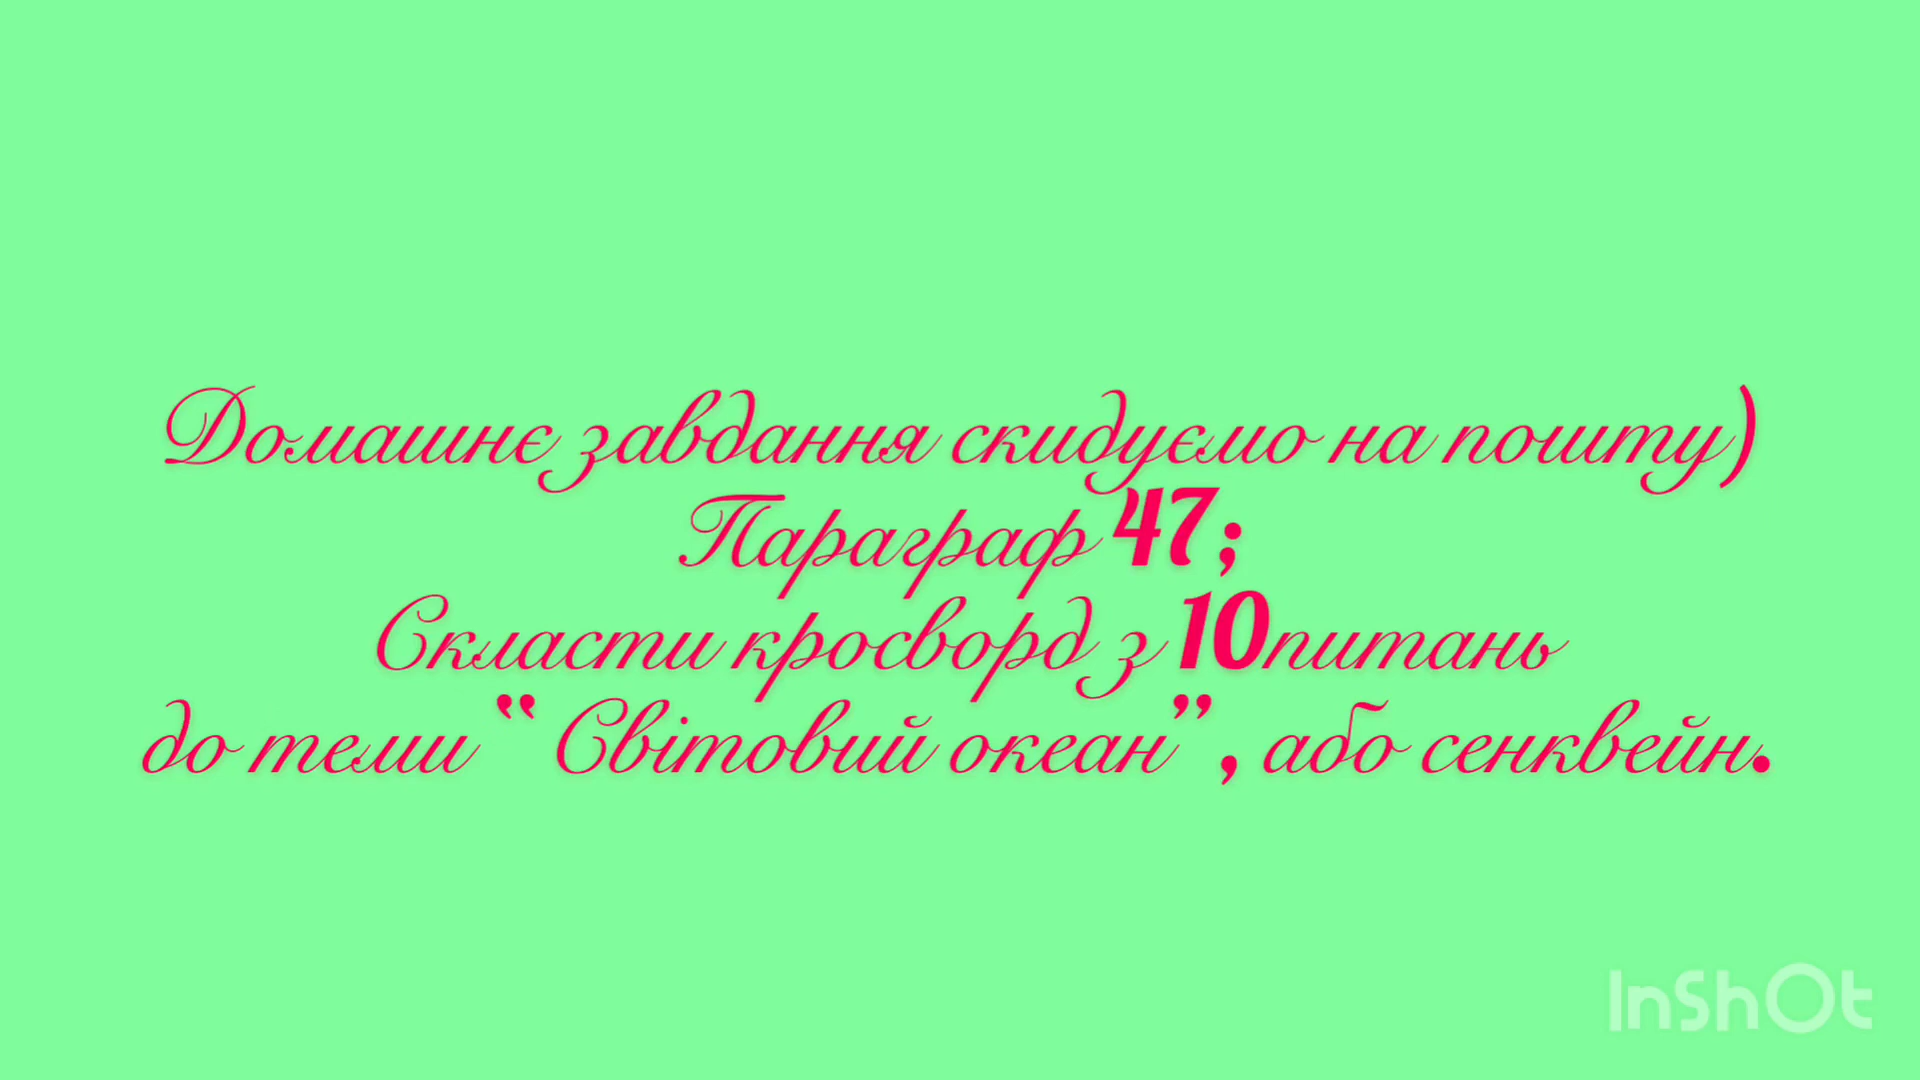 Домашнє завдання скидуємо на пошту)
Параграф 47;
Скласти кросворд з 10питань
до теми “ Світовий океан” , або сенквейн.
InShOt